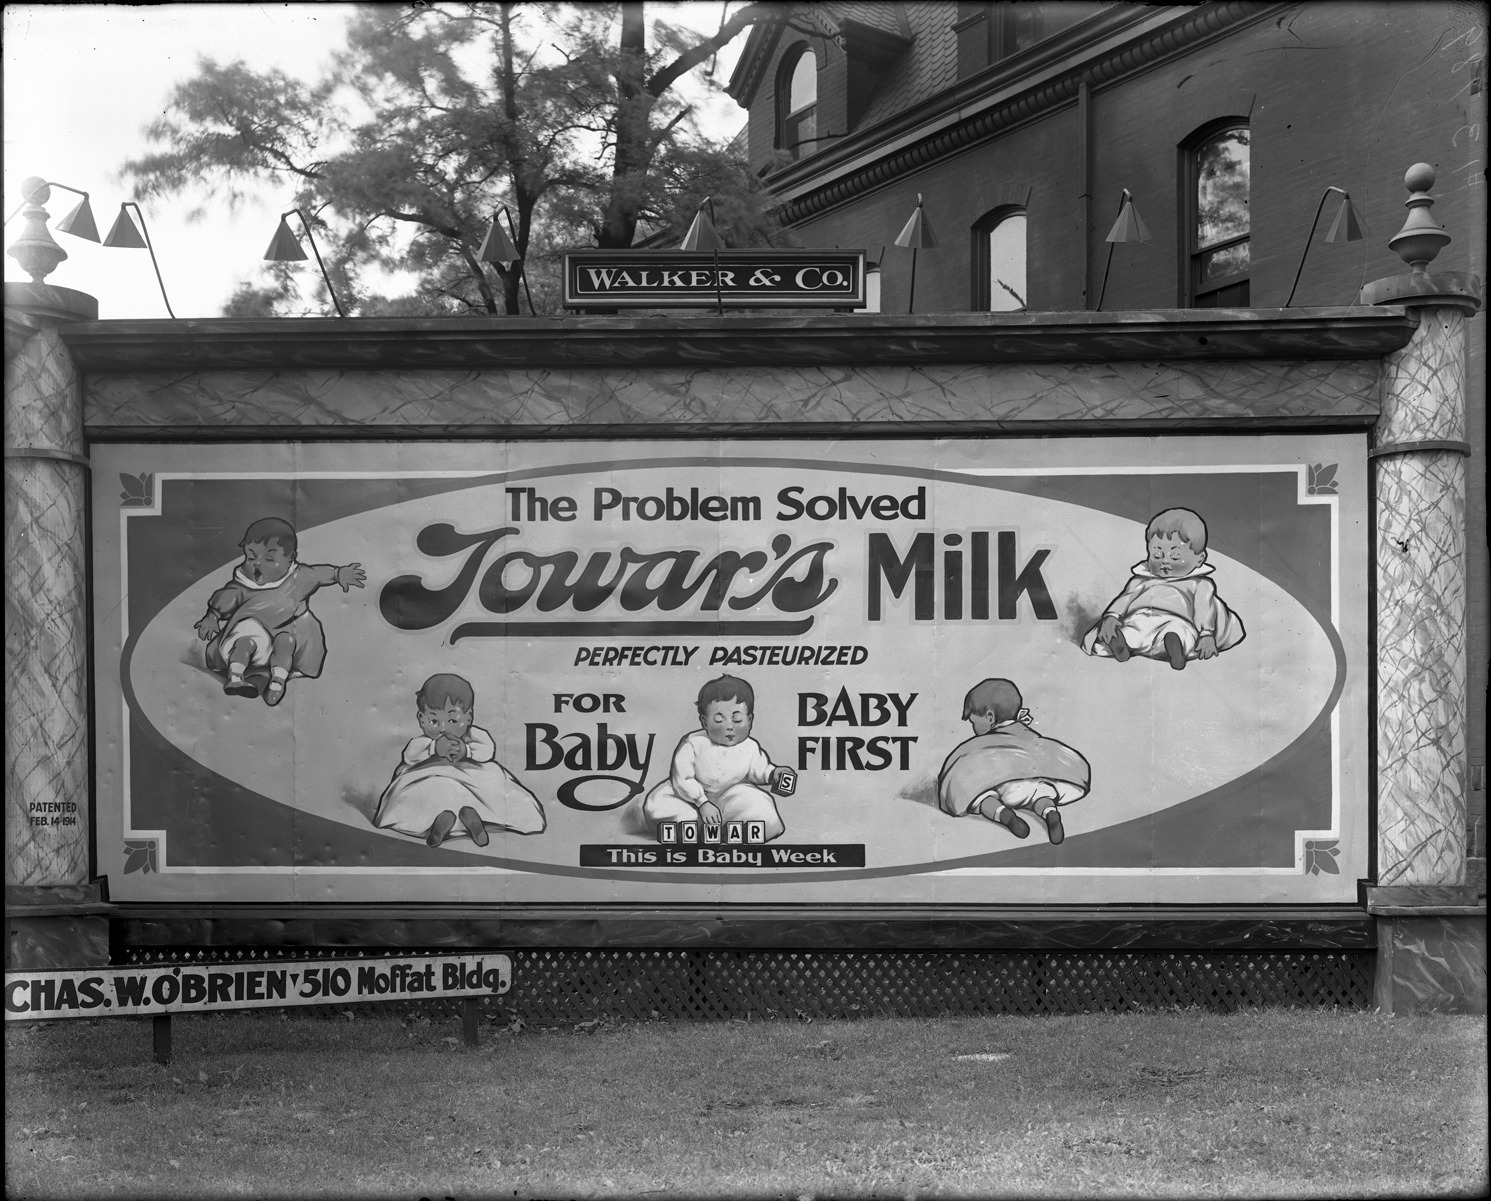 WALKER & CO.
The Problem Solved
Towar's Milk
PERFECTLY PASTEURIZED
FOR
Baby
BABY
FIRST
S
TOWAR
This is Baby Week
PATENTED
FEB. 14 1914
CHAS. W. O'BRIEN 510 Moffat Bldg.